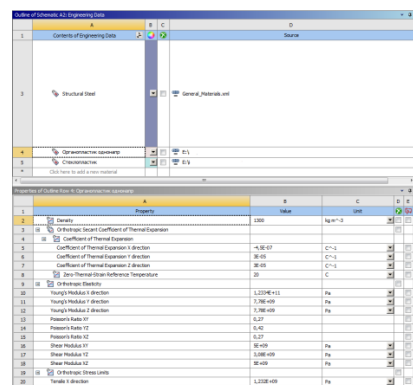 Outline of Schematic A2: Engineering Data
A B C D
1 Contents of Engineering Data Source
3 Structural Steel General_Materials.xml
4 Органопластик однонапр E:\
5 Стеклопластик E:\
* Click here to add a new material
Properties of Outline Row 4: Органопластик однонапр
A B C D E
1 Property Value Unit
2 Density 1300 kg m^-3
3 Orthotropic Secant Coefficient of Thermal Expansion
4 Coefficient of Thermal Expansion
5 Coefficient of Thermal Expansion X direction -4,5E-07 C^-1
6 Coefficient of Thermal Expansion Y direction 3E-05 C^-1
7 Coefficient of Thermal Expansion Z direction 3E-05 C^-1
8 Zero-Thermal-Strain Reference Temperature 20 C
9 Orthotropic Elasticity
10 Young's Modulus X direction Pa
11 Young's Modulus Y direction 7,78E+09 Pa
12 Young's Modulus Z direction 7,78E+09 Pa
13 Poisson's Ratio XY 0,27
14 Poisson's Ratio YZ 0,42
15 Poisson's Ratio XZ 0,27
16 Shear Modulus XY 5E+09 Pa
17 Shear Modulus YZ Pa
18 Shear Modulus XZ 5E+09 Pa
19 Orthotropic Stress Limits
20 Tensile X direction 1,232E+09 Pa